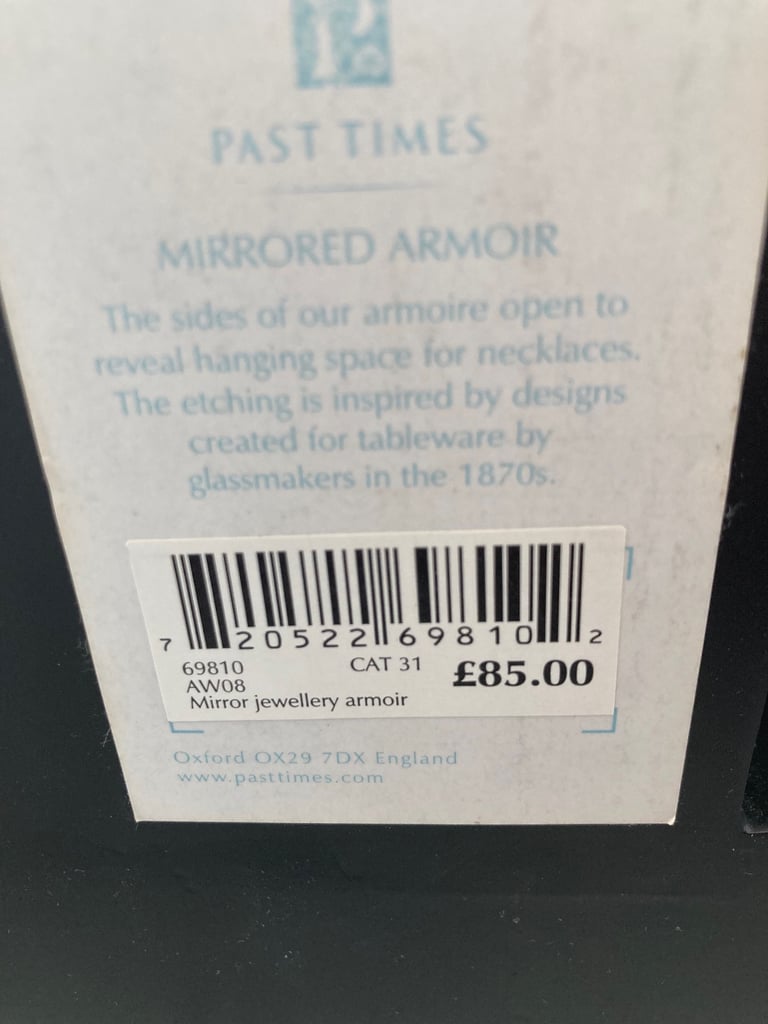 PAST TIMES
MIRRORED ARMOIR
The sides of our armoire open to
reveal hanging space for necklaces.
The etching is inspired by designs
created for tableware by
glassmakers in the 1870s.
7 20522 69810 2
69810 CAT 31 £85.00
AW08
Mirror jewellery armoir
Oxford OX29 7DX England
www.pasttimes.com